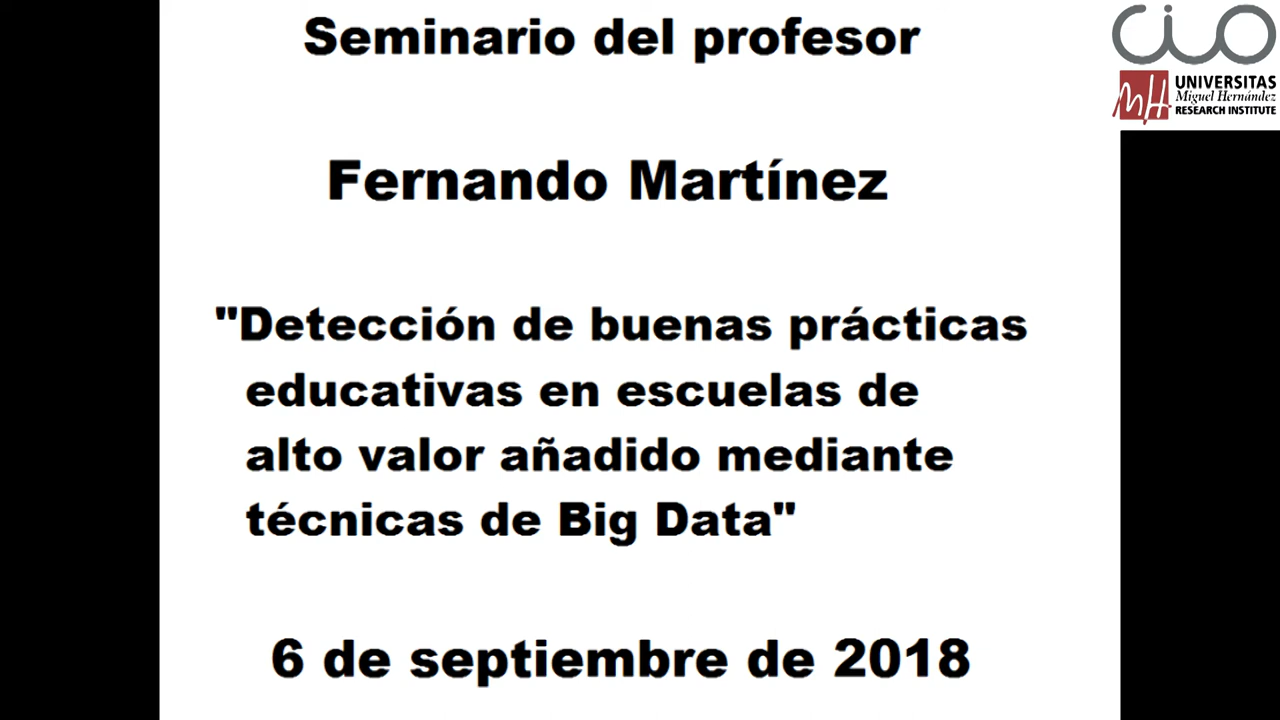 Seminario del profesor
Fernando Martínez
"Detección de buenas prácticas
educativas en escuelas de
alto valor añadido mediante
técnicas de Big Data"
6 de septiembre de 2018
CIO
MH
UNIVERSITAS
Miguel Hernández
RESEARCH INSTITUTE